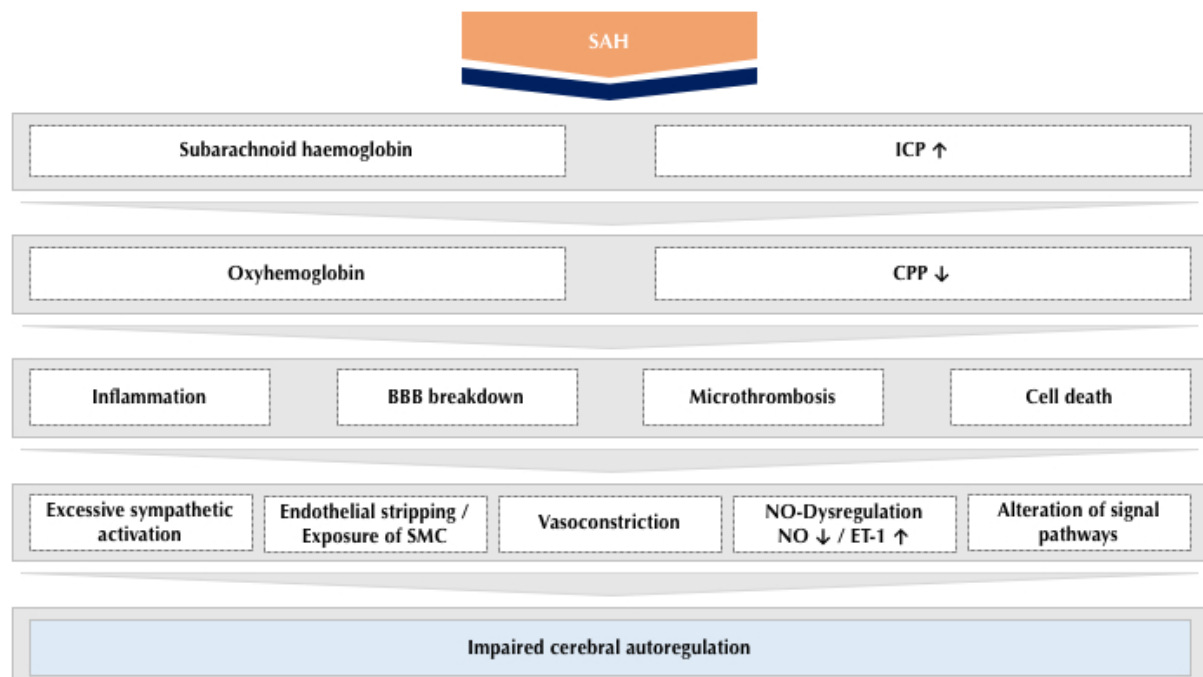 SAH
Subarachnoid haemoglobin
ICP ↑
Oxyhemoglobin
CPP ↓
Inflammation
BBB breakdown
Microthrombosis
Cell death
Excessive sympathetic
activation
Endothelial stripping /
Exposure of SMC
Vasoconstriction
NO-Dysregulation
NO ↓ / ET-1 ↑
Alteration of signal
pathways
Impaired cerebral autoregulation